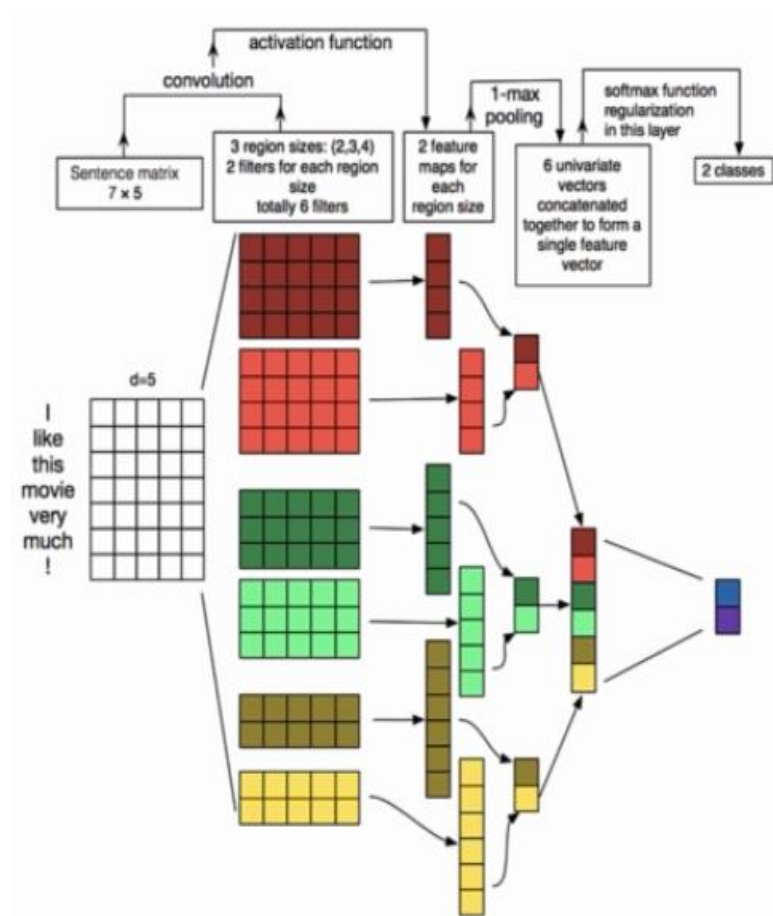 activation function
convolution
1-max
pooling
softmax function
regularization
in this layer
Sentence matrix
7 × 5
3 region sizes: (2,3,4)
2 filters for each region
size
totally 6 filters
2 feature
maps for
each
region size
6 univariate
vectors
concatenated
together to form a
single feature
vector
2 classes
d=5
I
like
this
movie
very
much
!